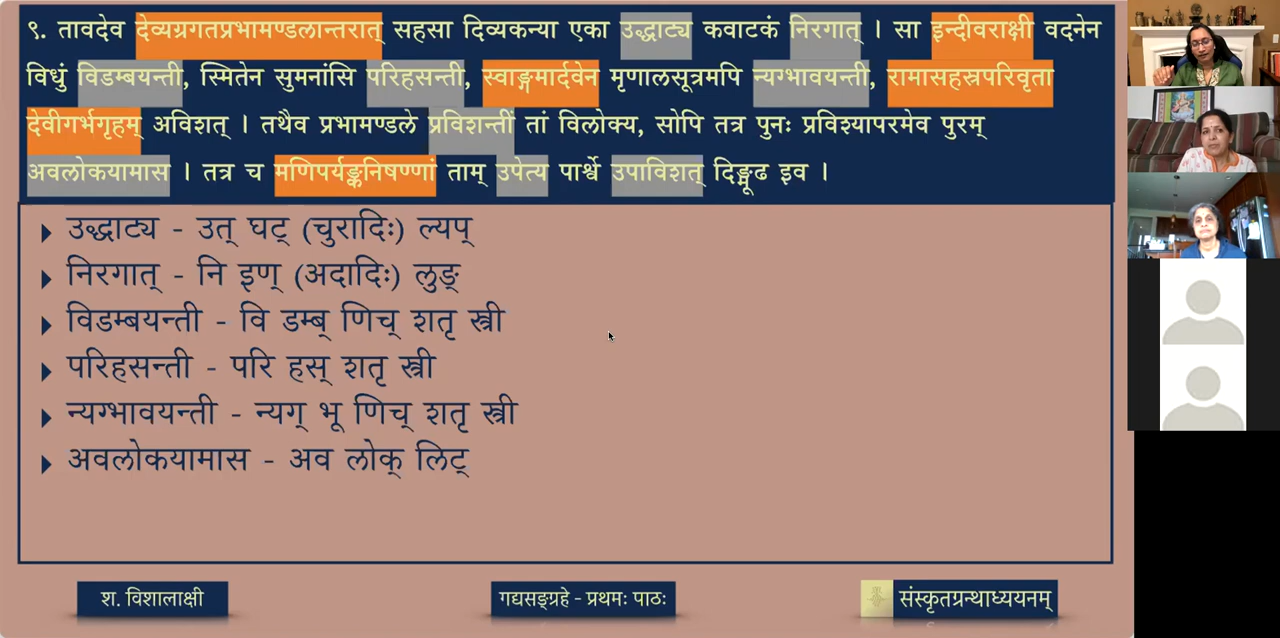 ९. तावदेव देव्यग्रगतप्रभामण्डलान्तरात् सहसा दिव्यकन्या एका उद्घाट्य कवाटकं निरगात् । सा इन्दीवराक्षी वदनेन
विधुं विडम्बयन्ती, स्मितेन सुमनांसि परिहसन्ती, स्वाङ्गमार्दवेन मृणालसूत्रमपि न्यग्भावयन्ती, रामासहस्रपरिवृता
देवीगर्भगृहम् अविशत् । तथैव प्रभामण्डले प्रविशन्तीं तां विलोक्य, सोपि तत्र पुनः प्रविश्यापरमेव पुरम्
अवलोकयामास । तत्र च मणिपर्यङ्कनिषण्णां ताम् उपेत्य पार्श्वे उपाविशत् दिङ्मूढ इव ।
उद्घाट्य - उत् घट् (चुरादिः) ल्यप्
निरगात् - नि इण् (अदादिः) लुङ्
विडम्बयन्ती - वि डम्ब् णिच् शतृ स्त्री
परिहसन्ती - परि हस् शतृ स्त्री
न्यग्भावयन्ती - न्यग् भू णिच् शतृ स्त्री
अवलोकयामास - अव लोक् लिट्
श. विशालाक्षी
गद्यसङ्ग्रहे - प्रथमः पाठः
संस्कृतग्रन्थाध्ययनम्